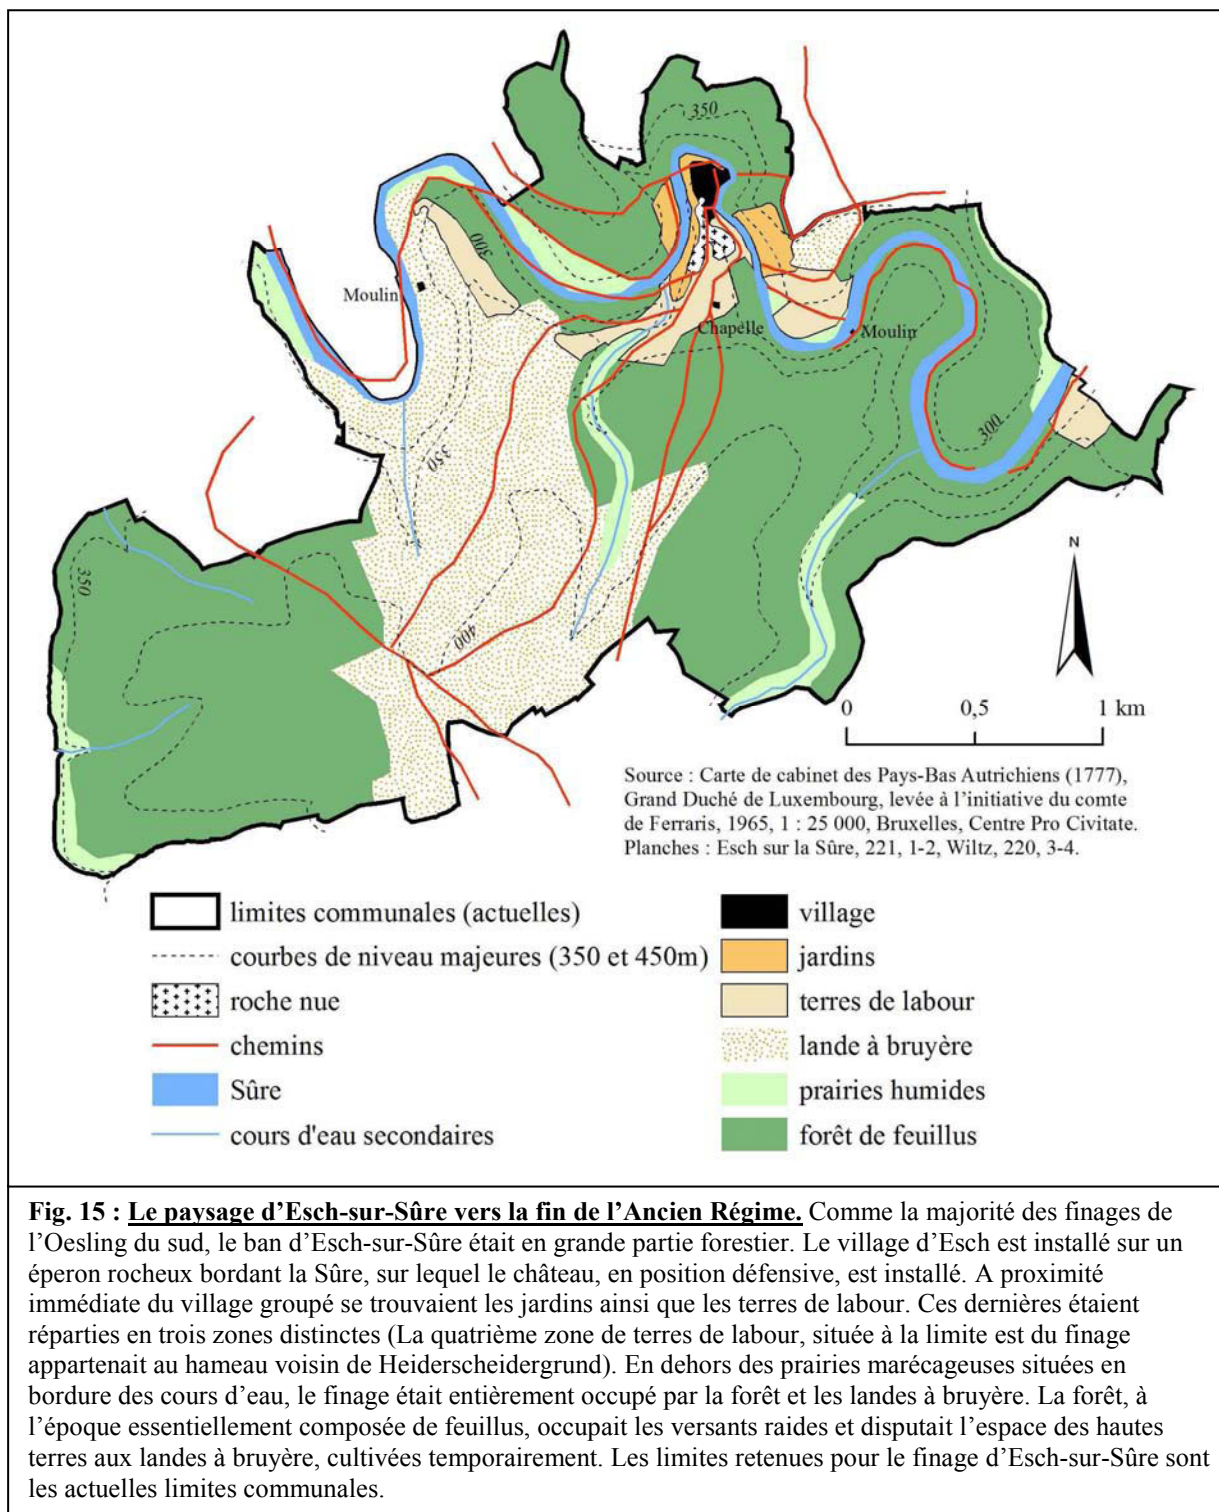 350
300
Moulin
Chapelle
Moulin
300
350
350
400
N
0 0,5 1 km
Source : Carte de cabinet des Pays-Bas Autrichiens (1777),
Grand Duché de Luxembourg, levée à l'initiative du comte
de Ferraris, 1965, 1 : 25 000, Bruxelles, Centre Pro Civitate.
Planches : Esch sur la Sûre, 221, 1-2, Wiltz, 220, 3-4.
limites communales (actuelles)
courbes de niveau majeures (350 et 450m)
roche nue
chemins
Sûre
cours d'eau secondaires
village
jardins
terres de labour
lande à bruyère
prairies humides
forêt de feuillus
Fig. 15 : Le paysage d'Esch-sur-Sûre vers la fin de l'Ancien Régime. Comme la majorité des finages de
l'Oesling du sud, le ban d'Esch-sur-Sûre était en grande partie forestier. Le village d'Esch est installé sur un
éperon rocheux bordant la Sûre, sur lequel le château, en position défensive, est installé. A proximité
immédiate du village groupé se trouvaient les jardins ainsi que les terres de labour. Ces dernières étaient
réparties en trois zones distinctes (La quatrième zone de terres de labour, située à la limite est du finage
appartenait au hameau voisin de Heiderscheidergrund). En dehors des prairies marécageuses situées en
bordure des cours d'eau, le finage était entièrement occupé par la forêt et les landes à bruyère. La forêt, à
l'époque essentiellement composée de feuillus, occupait les versants raides et disputait l'espace des hautes
terres aux landes à bruyère, cultivées temporairement. Les limites retenues pour le finage d'Esch-sur-Sûre sont
les actuelles limites communales.